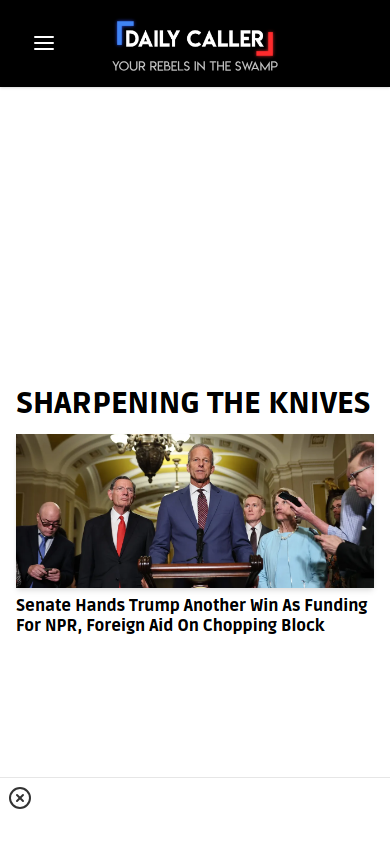 DAILY CALLER
YOUR REBELS IN THE SWAMP
SHARPENING THE KNIVES
Senate Hands Trump Another Win As Funding
For NPR, Foreign Aid On Chopping Block